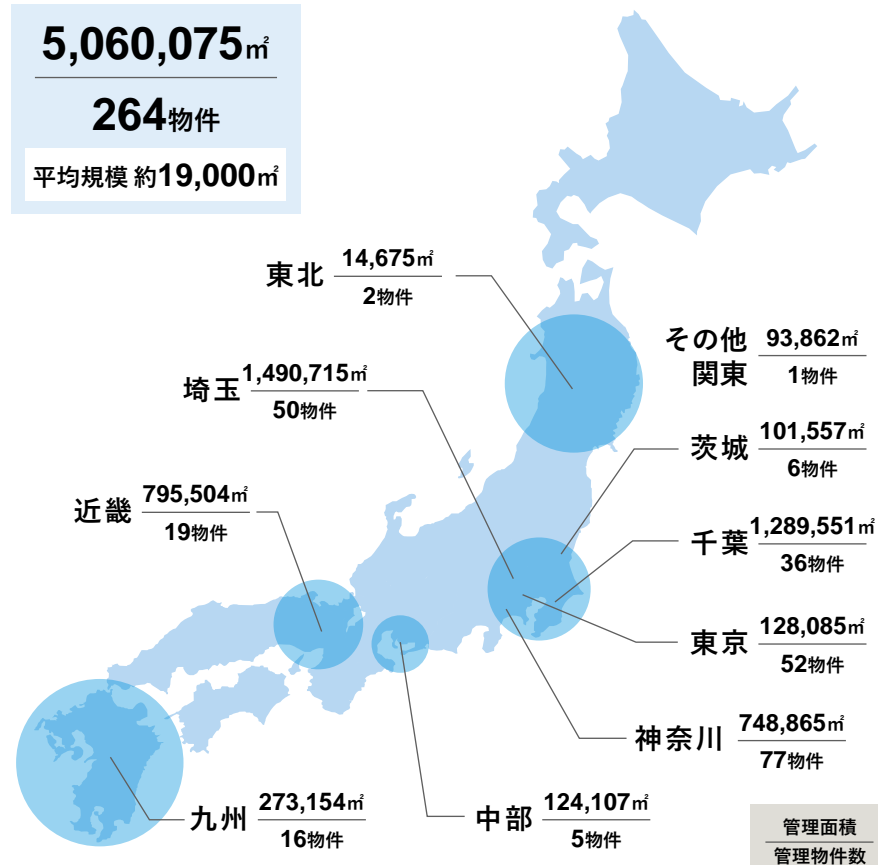 5,060,075㎡
264物件
平均規模 約19,000㎡
東北
14,675㎡
2物件
その他
関東
93,862㎡
1物件
埼玉
1,490,715㎡
50物件
茨城
101,557㎡
6物件
近畿
795,504㎡
19物件
千葉
1,289,551㎡
36物件
東京
128,085㎡
52物件
神奈川
748,865㎡
77物件
九州
273,154㎡
16物件
中部
124,107㎡
5物件
管理面積
管理物件数